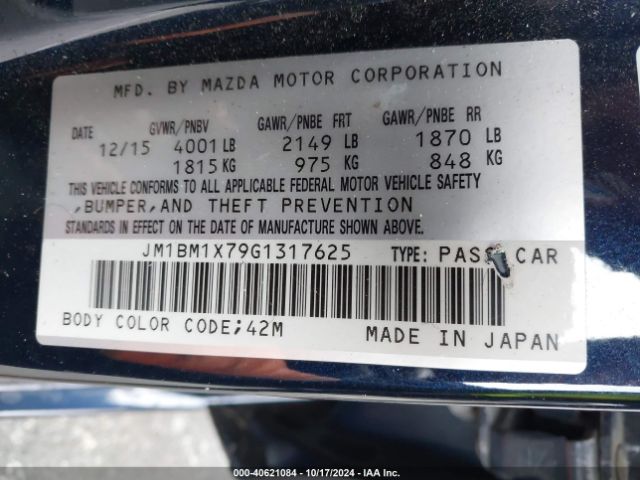 MFD. BY MAZDA MOTOR CORPORATION
DATE GVWR/PNBV GAWR/PNBE FRT GAWR/PNBE RR
12/15 4001 LB 2149 LB 1870 LB
1815 KG 975 KG 848 KG
THIS VEHICLE CONFORMS TO ALL APPLICABLE FEDERAL MOTOR VEHICLE SAFETY
,BUMPER,AND THEFT PREVENTION
STANDARDS IN EFFECT ON THE DATE OF MANUFACTURE SHOWN ABOVE.
JM1BM1X79G1317625 TYPE: PASS CAR
BODY COLOR CODE;42M MADE IN JAPAN
000-40621084 | 10/17/2024 | IAA Inc.